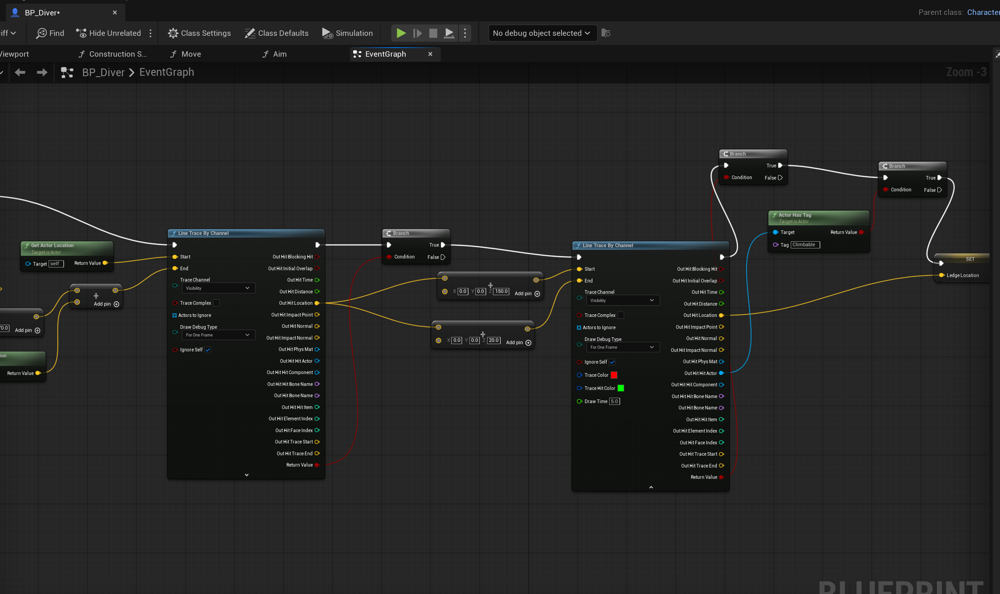 BP_Diver*
Parent class: Character
Diff
Find
Hide Unrelated
Class Settings
Class Defaults
Simulation
No debug object selected
Viewport
Construction S...
Move
Aim
EventGraph
BP_Diver > EventGraph
Zoom -3
Get Actor Location
Target is Actor
Target self
Return Value
Add pin
70.0
Add pin
ion
Return Value
Line Trace By Channel
Start
End
Trace Channel
Visibility
Trace Complex
Actors to Ignore
Draw Debug Type
For One Frame
Ignore Self
Out Hit Blocking Hit
Out Hit Initial Overlap
Out Hit Time
Out Hit Distance
Out Hit Location
Out Hit Impact Point
Out Hit Normal
Out Hit Impact Normal
Out Hit Phys Mat
Out Hit Hit Actor
Out Hit Hit Component
Out Hit Hit Bone Name
Out Hit Bone Name
Out Hit Hit Item
Out Hit Element Index
Out Hit Face Index
Out Hit Trace Start
Out Hit Trace End
Return Value
Branch
True
Condition
False
X 0.0 Y 0.0 Z 150.0 Add pin
X 0.0 Y 0.0 Z 20.0 Add pin
Line Trace By Channel
Start
End
Trace Channel
Visibility
Trace Complex
Actors to Ignore
Draw Debug Type
For One Frame
Ignore Self
Trace Color
Trace Hit Color
Draw Time 5.0
Out Hit Blocking Hit
Out Hit Initial Overlap
Out Hit Time
Out Hit Distance
Out Hit Location
Out Hit Impact Point
Out Hit Normal
Out Hit Impact Normal
Out Hit Phys Mat
Out Hit Hit Actor
Out Hit Hit Component
Out Hit Hit Bone Name
Out Hit Bone Name
Out Hit Hit Item
Out Hit Element Index
Out Hit Face Index
Out Hit Trace Start
Out Hit Trace End
Return Value
Branch
True
Condition
False
Branch
True
Condition
False
Actor Has Tag
Target is Actor
Target
Return Value
Tag Climbable
SET
Ledge Location
BLUEPRINT